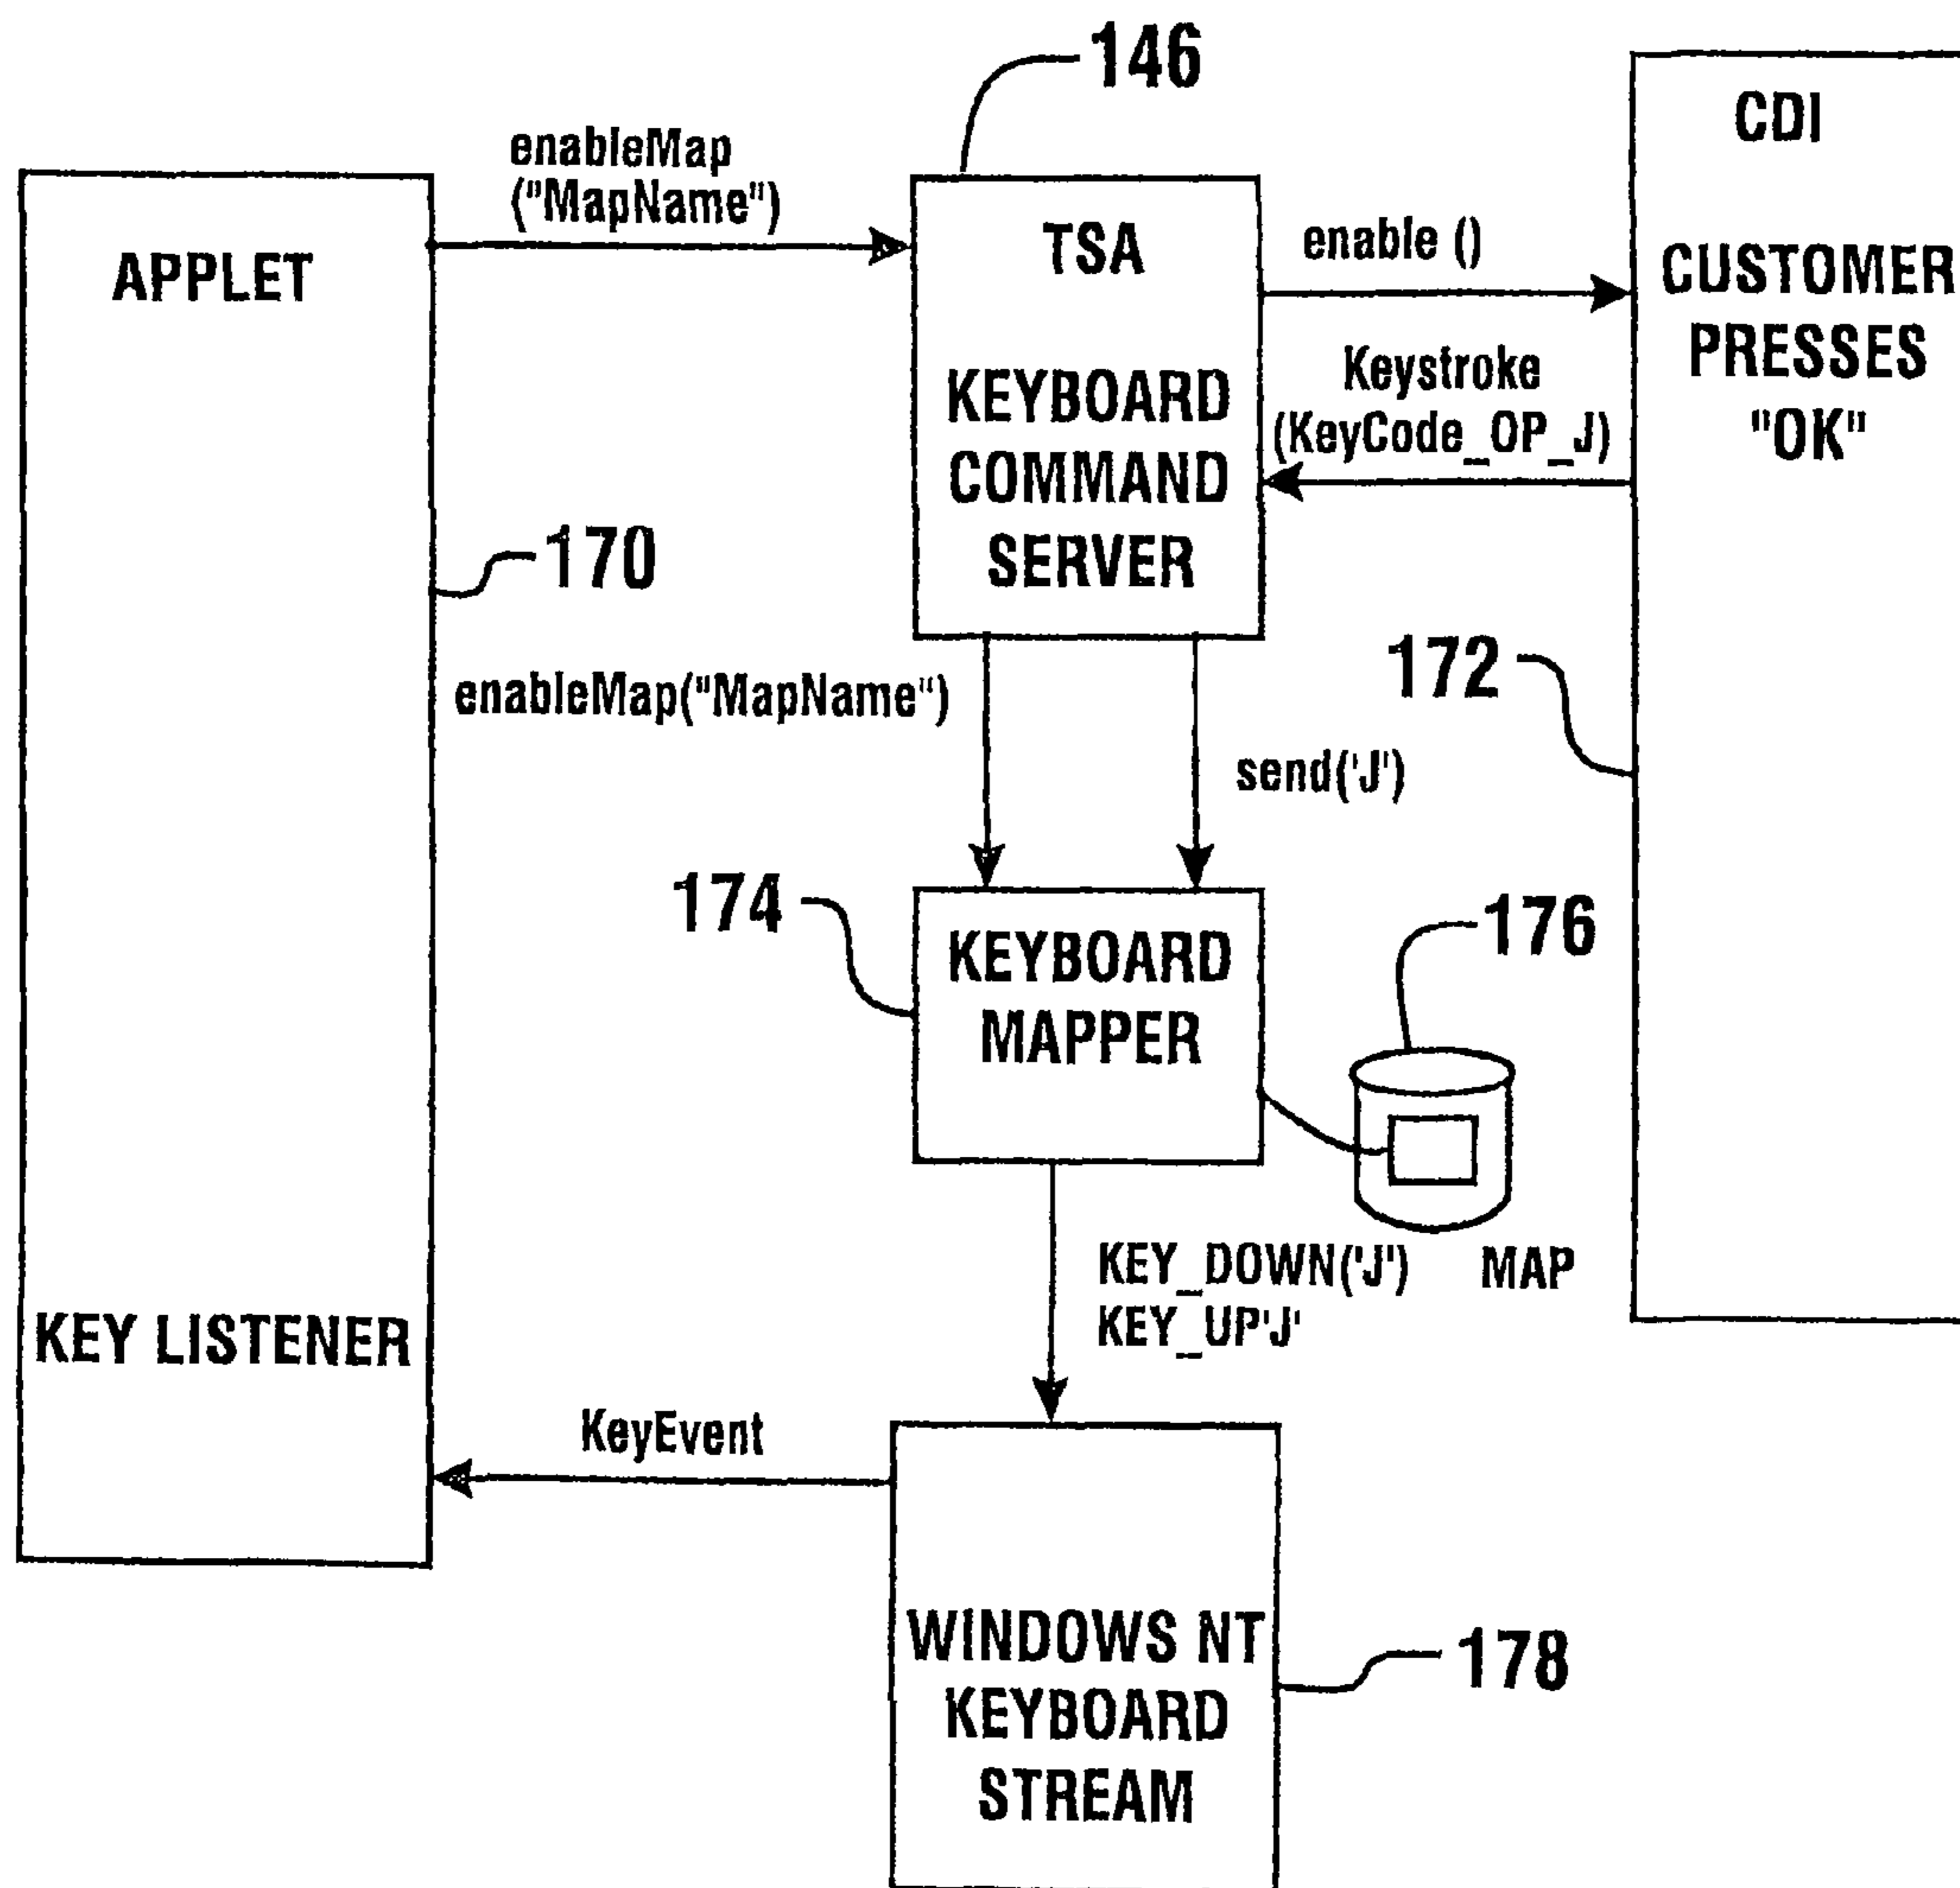 146
CDI
enableMap
("MapName")
APPLET
TSA
enable ()
CUSTOMER
PRESSES
"OK"
Keystroke
(KeyCode_OP_J)
KEYBOARD
COMMAND
SERVER
170
172
enableMap("MapName")
send('J')
174
176
KEYBOARD
MAPPER
KEY_DOWN('J')
KEY_UP'J'
MAP
KEY LISTENER
KeyEvent
WINDOWS NT
KEYBOARD
STREAM
178